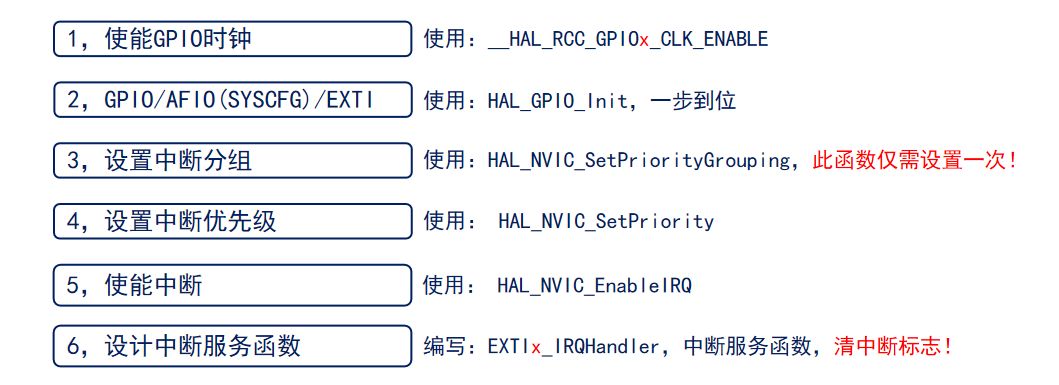 1，使能GPIO时钟 使用：__HAL_RCC_GPIOx_CLK_ENABLE
2，GPIO/AFIO(SYSCFG)/EXTI 使用：HAL_GPIO_Init，一步到位
3，设置中断分组 使用：HAL_NVIC_SetPriorityGrouping，此函数仅需设置一次！
4，设置中断优先级 使用： HAL_NVIC_SetPriority
5，使能中断 使用： HAL_NVIC_EnableIRQ
6，设计中断服务函数 编写：EXTIx_IRQHandler，中断服务函数，清中断标志！